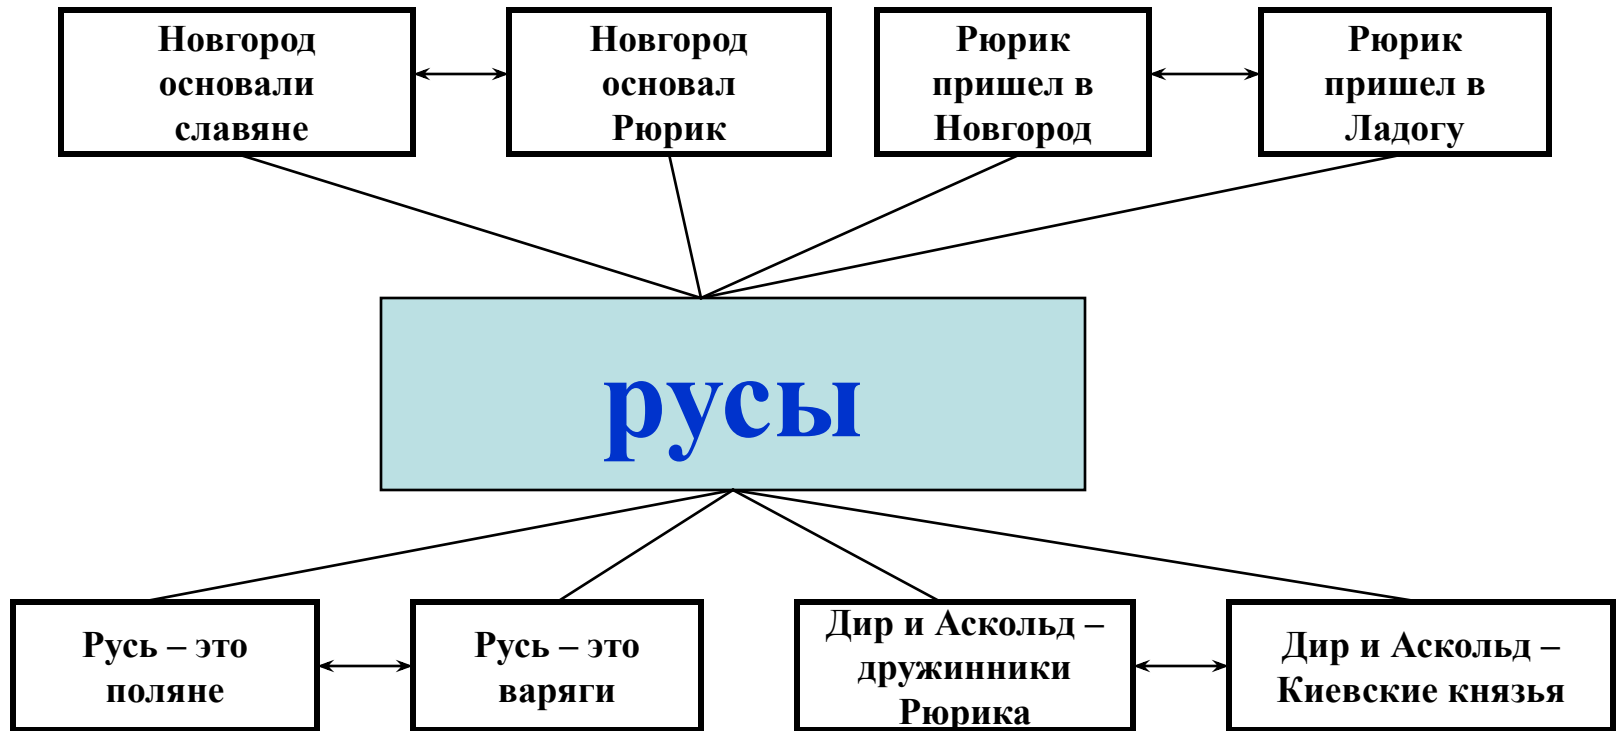 Новгород
основали
славяне
Новгород
основал
Рюрик
Рюрик
пришел в
Новгород
Рюрик
пришел в
Ладогу
русы
Русь – это
поляне
Русь – это
варяги
Дир и Аскольд –
дружинники
Рюрика
Дир и Аскольд –
Киевские князья